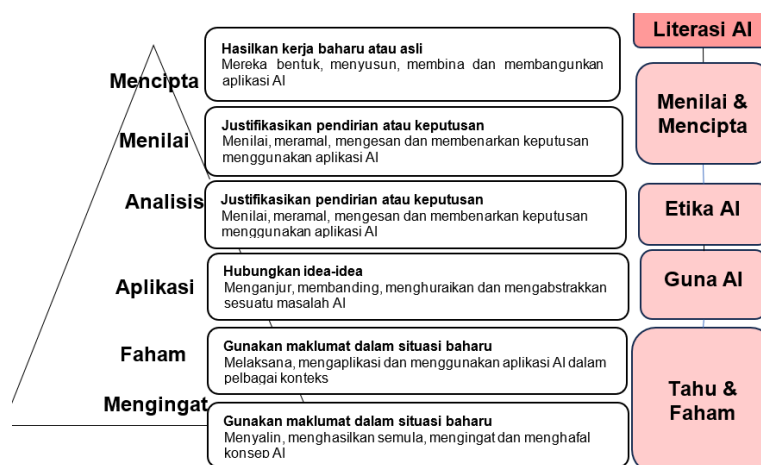 Literasi AI
Mencipta
Hasilkan kerja baharu atau asli
Mereka bentuk, menyusun, membina dan membangunkan
aplikasi AI
Menilai &
Mencipta
Menilai
Justifikasikan pendirian atau keputusan
Menilai, meramal, mengesan dan membenarkan keputusan
menggunakan aplikasi AI
Analisis
Justifikasikan pendirian atau keputusan
Menilai, meramal, mengesan dan membenarkan keputusan
menggunakan aplikasi AI
Etika AI
Aplikasi
Hubungkan idea-idea
Menganjur, membanding, menghuraikan dan mengabstrakkan
sesuatu masalah AI
Guna AI
Faham
Gunakan maklumat dalam situasi baharu
Melaksana, mengaplikasi dan menggunakan aplikasi AI dalam
pelbagai konteks
Tahu &
Faham
Mengingat
Gunakan maklumat dalam situasi baharu
Menyalin, menghasilkan semula, mengingat dan menghafal
konsep AI